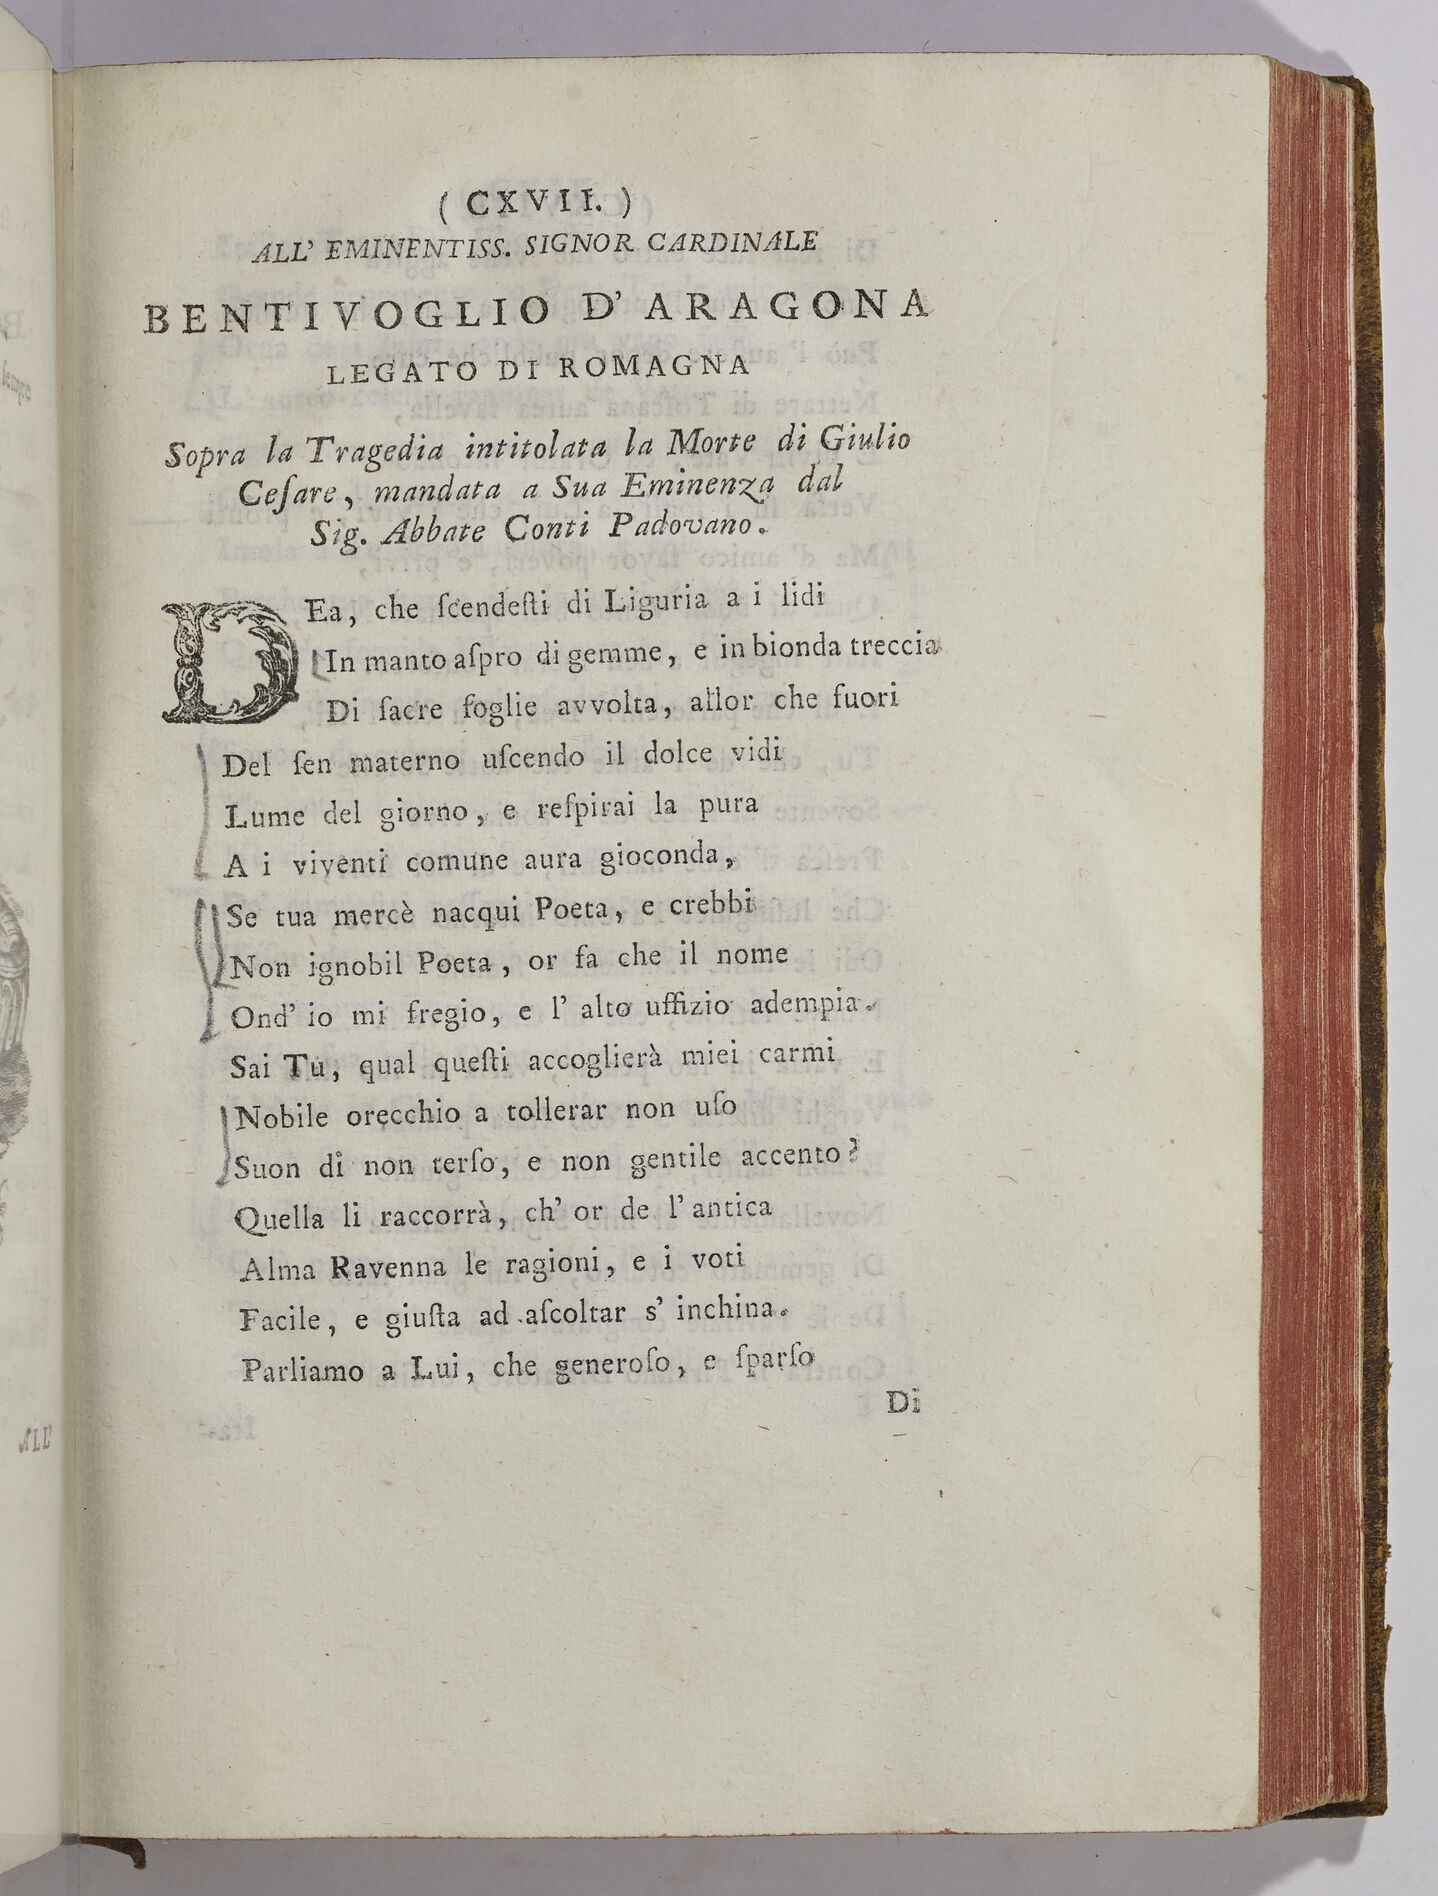 ( CXVII. )
ALL' EMINENTISS. SIGNOR CARDINALE
BENTIVOGLIO D' ARAGONA
LEGATO DI ROMAGNA
Sopra la Tragedia intitolata la Morte di Giulio
Ceſare, mandata a Sua Eminenza dal
Sig. Abbate Conti Padovano.
DEa, che ſcendeſti di Liguria a i lidi
In manto aſpro di gemme, e in bionda treccia
Di ſacre foglie avvolta, allor che fuori
Del ſen materno uſcendo il dolce vidi
Lume del giorno, e reſpirai la pura
A i viventi comune aura gioconda,
Se tua mercè nacqui Poeta, e crebbi
Non ignobil Poeta, or fa che il nome
Ond' io mi fregio, e l' alto uffizio adempia.
Sai Tu, qual queſti accoglierà miei carmi
Nobile orecchio a tollerar non uſo
Suon di non terſo, e non gentile accento?
Quella li raccorrà, ch' or de l' antica
Alma Ravenna le ragioni, e i voti
Facile, e giuſta ad aſcoltar s' inchina.
Parliamo a Lui, che generoſo, e ſparſo
Di
ALL'